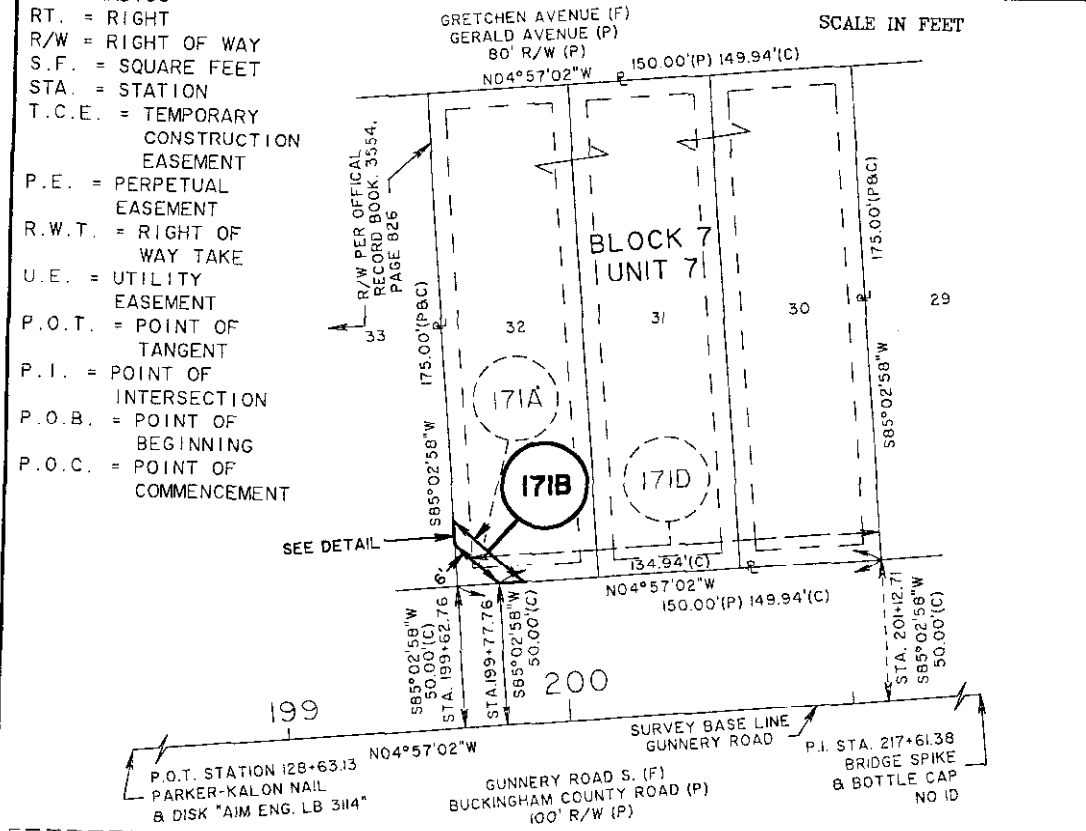 RT. = RIGHT
R/W = RIGHT OF WAY
S.F. = SQUARE FEET
STA. = STATION
T.C.E. = TEMPORARY
CONSTRUCTION
EASEMENT
P.E. = PERPETUAL
EASEMENT
R.W.T. = RIGHT OF
WAY TAKE
U.E. = UTILITY
EASEMENT
P.O.T. = POINT OF
TANGENT
P.I. = POINT OF
INTERSECTION
P.O.B. = POINT OF
BEGINNING
P.O.C. = POINT OF
COMMENCEMENT
GRETCHEN AVENUE (F)
GERALD AVENUE (P)
80' R/W (P)
N04°57'02"W
150.00'(P) 149.94'(C)
SCALE IN FEET
R/W PER OFFICAL
RECORD BOOK. 3554,
PAGE 826
BLOCK 7
UNIT 7
33
32
31
30
29
175.00'(P&C)
S85°02'58"W
175.00'(P&C)
S85°02'58"W
171A
171B
171D
SEE DETAIL
6'
134.94'(C)
N04°57'02"W
150.00'(P) 149.94'(C)
S85°02'58"W
50.00'(C)
STA. 199+62.76
STA.199+77.76
S85°02'58"W
50.00'(C)
STA. 201+12.71
S85°02'58"W
50.00'(C)
199
200
N04°57'02"W
SURVEY BASE LINE
GUNNERY ROAD
P.O.T. STATION 128+63.13
PARKER-KALON NAIL
& DISK "AIM ENG. LB 3114"
GUNNERY ROAD S. (F)
BUCKINGHAM COUNTY ROAD (P)
100' R/W (P)
P.I. STA. 217+61.38
BRIDGE SPIKE
& BOTTLE CAP
NO ID